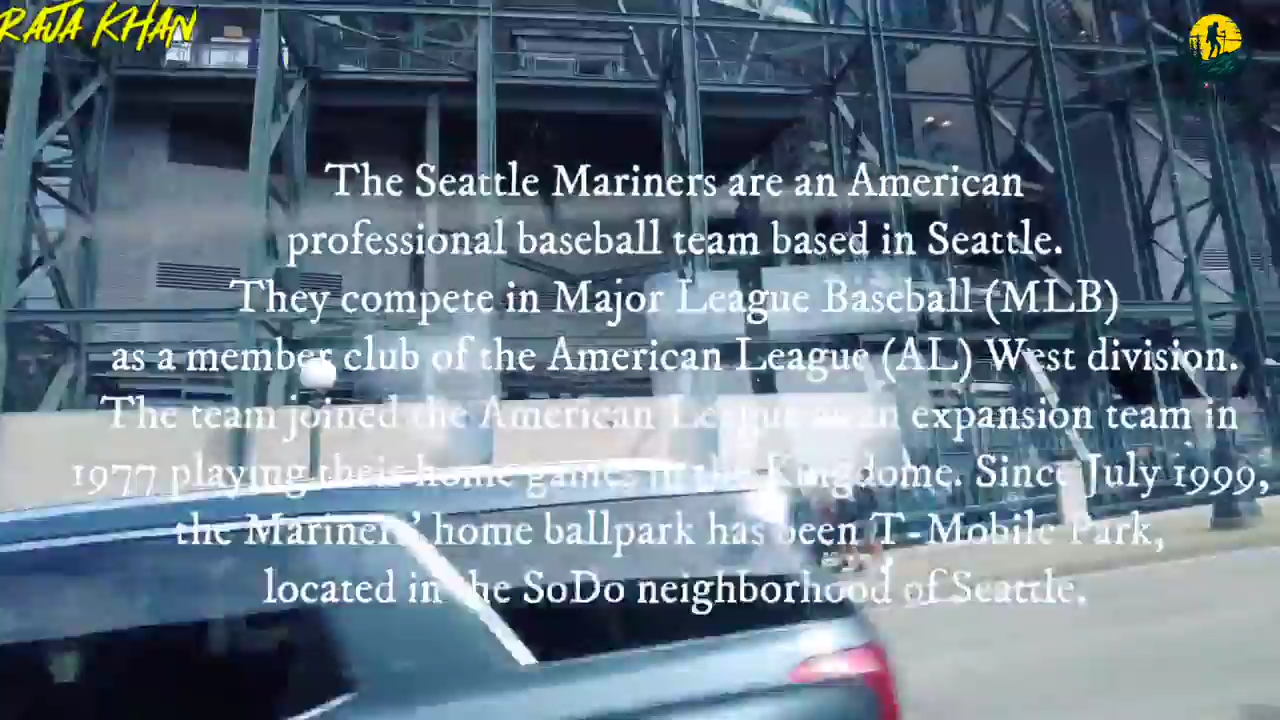 RAJA KHAN
The Seattle Mariners are an American
professional baseball team based in Seattle.
They compete in Major League Baseball (MLB)
as a member club of the American League (AL) West division.
The team joined the American League as an expansion team in
1977 playing their home games in the Kingdome. Since July 1999,
the Mariners' home ballpark has been T-Mobile Park,
located in the SoDo neighborhood of Seattle.